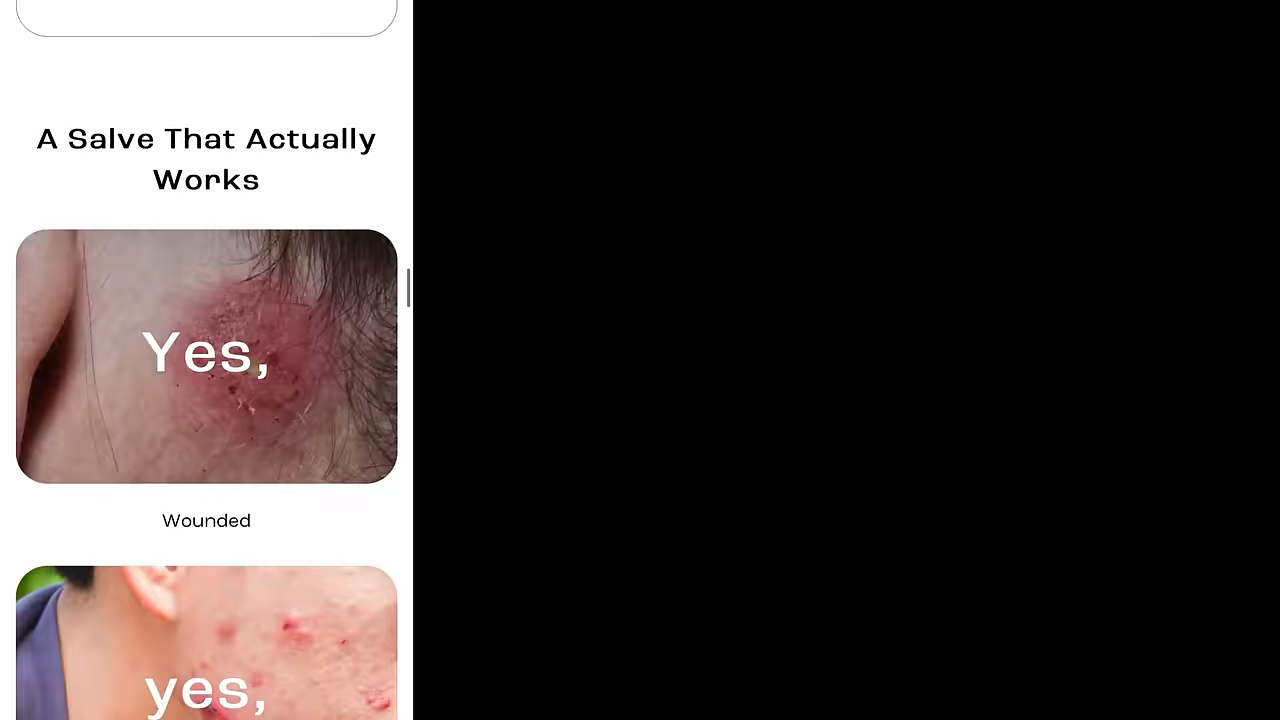 A Salve That Actually
Works
Yes,
Wounded
yes,